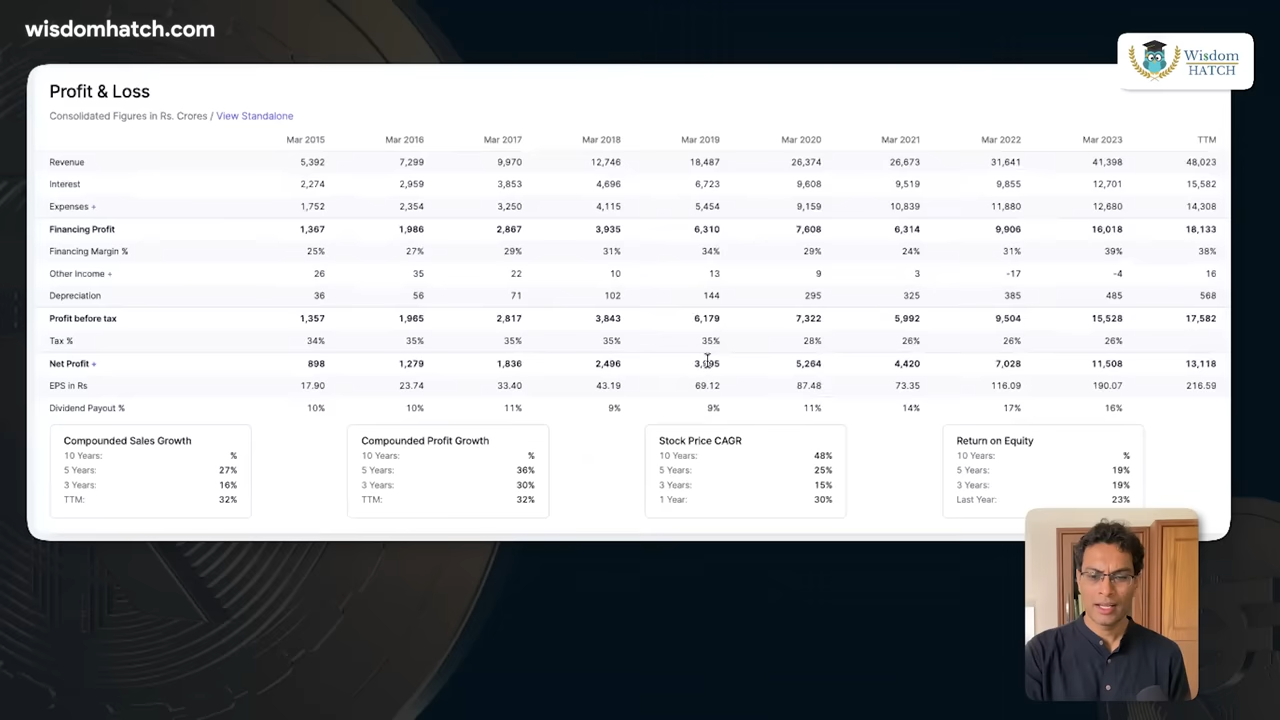 wisdomhatch.com
Wisdom
HATCH
Profit & Loss
Consolidated Figures in Rs. Crores / View Standalone
Mar 2015 Mar 2016 Mar 2017 Mar 2018 Mar 2019 Mar 2020 Mar 2021 Mar 2022 Mar 2023 TTM
Revenue 5,392 7,299 9,970 12,746 18,487 26,374 26,673 31,641 41,398 48,023
Interest 2,274 2,959 3,853 4,696 6,723 9,608 9,519 9,855 12,701 15,582
Expenses + 1,752 2,354 3,250 4,115 5,454 9,159 10,839 11,880 12,680 14,308
Financing Profit 1,367 1,986 2,867 3,935 6,310 7,608 6,314 9,906 16,018 18,133
Financing Margin % 25% 27% 29% 31% 34% 29% 24% 31% 39% 38%
Other Income + 26 35 22 10 13 9 3 -17 -4 16
Depreciation 36 56 71 102 144 295 325 385 485 568
Profit before tax 1,357 1,965 2,817 3,843 6,179 7,322 5,992 9,504 15,528 17,582
Tax % 34% 35% 35% 35% 35% 28% 26% 26% 26%
Net Profit + 898 1,279 1,836 2,496 5,264 4,420 7,028 11,508 13,118
EPS in Rs 17.90 23.74 33.40 43.19 69.12 87.48 73.35 116.09 190.07 216.59
Dividend Payout % 10% 10% 11% 9% 9% 11% 14% 17% 16%
Compounded Sales Growth
10 Years: %
5 Years: 27%
3 Years: 16%
TTM: 32%
Compounded Profit Growth
10 Years: %
5 Years: 36%
3 Years: 30%
TTM: 32%
Stock Price CAGR
10 Years: 48%
5 Years: 25%
3 Years: 15%
1 Year: 30%
Return on Equity
10 Years: %
5 Years: 19%
3 Years: 19%
Last Year: 23%